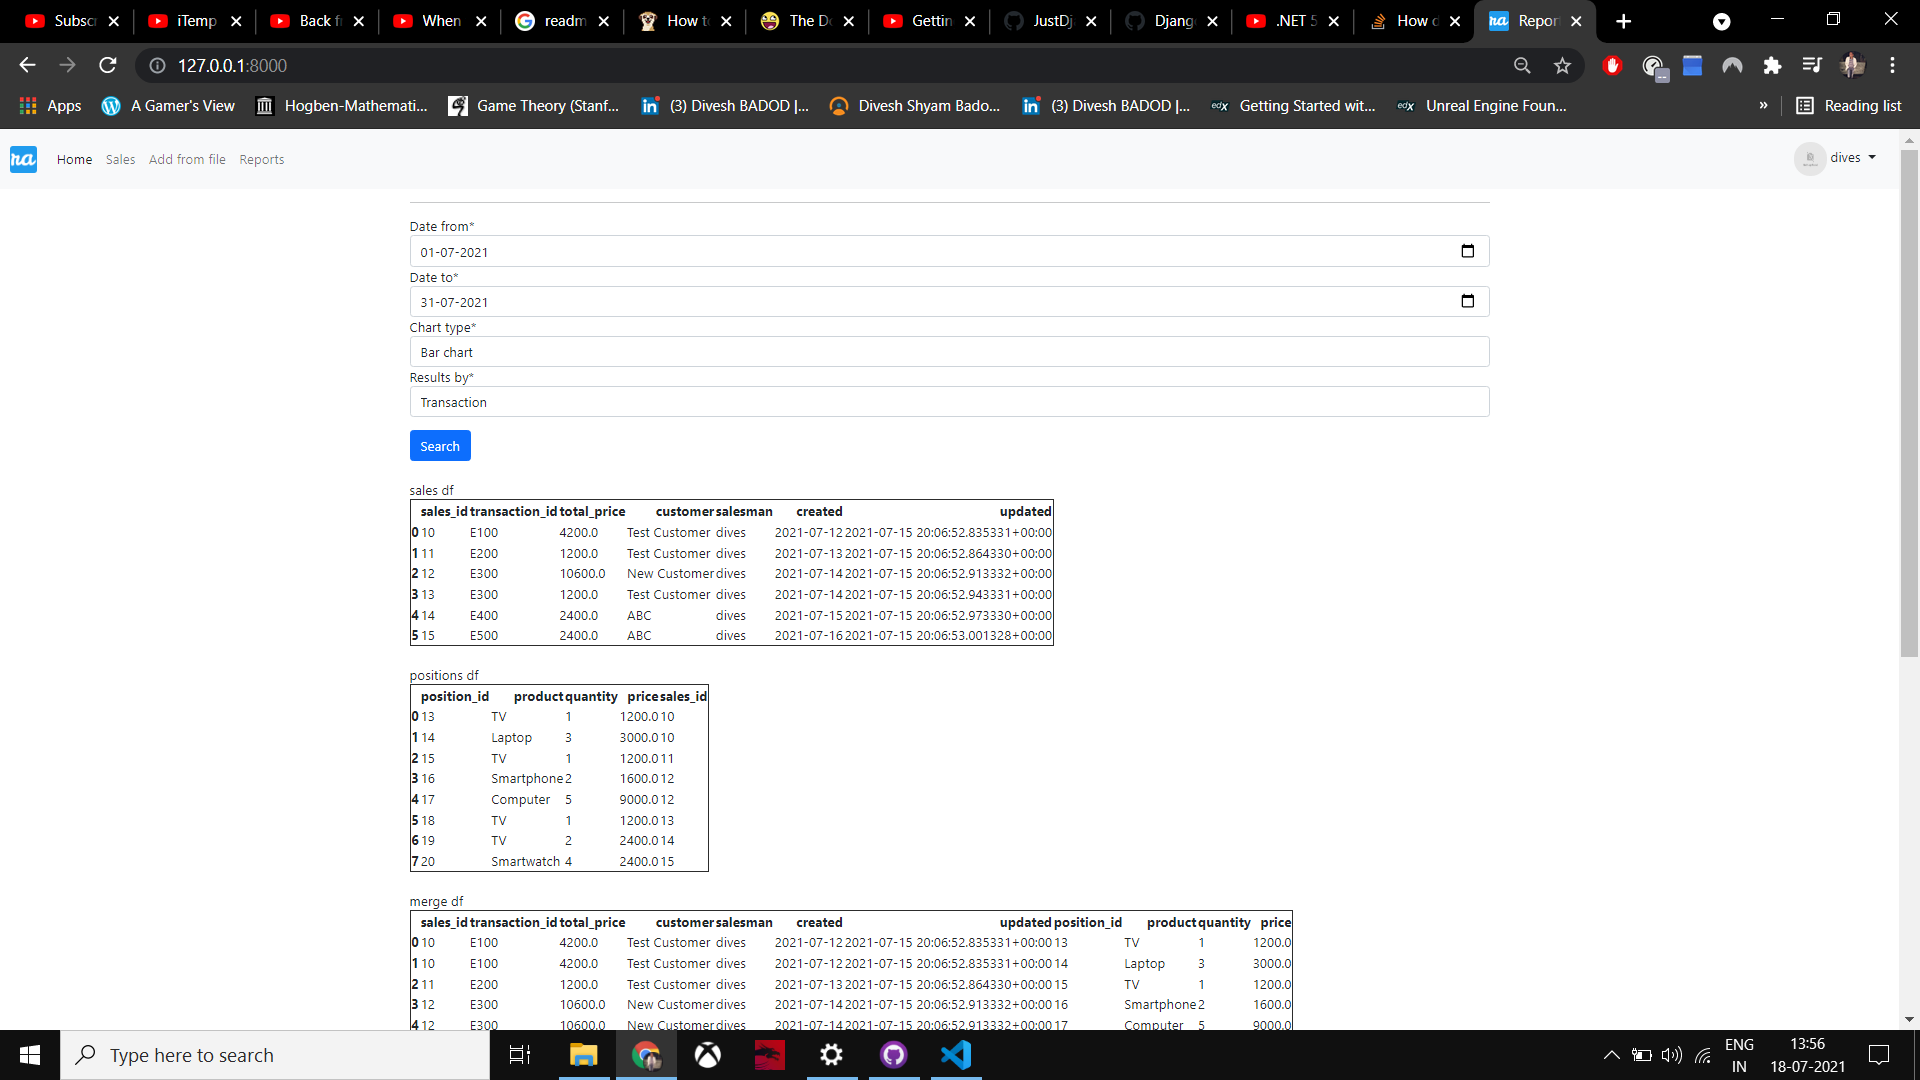 Subscr iTemp Back f When readm How t The D Gettin JustDj Djang .NET 5 How d Repor
127.0.0.1:8000
Apps A Gamer's View Hogben-Mathemati... Game Theory (Stanf... (3) Divesh BADOD |... Divesh Shyam Bado... (3) Divesh BADOD |... edX Getting Started wit... edX Unreal Engine Foun... » Reading list
ra Home Sales Add from file Reports dives
Date from*
01-07-2021
Date to*
31-07-2021
Chart type*
Bar chart
Results by*
Transaction
Search
sales df
sales_id transaction_id total_price customer salesman created updated
0 10 E100 4200.0 Test Customer dives 2021-07-12 2021-07-15 20:06:52.835331+00:00
1 11 E200 1200.0 Test Customer dives 2021-07-13 2021-07-15 20:06:52.864330+00:00
2 12 E300 10600.0 New Customer dives 2021-07-14 2021-07-15 20:06:52.913332+00:00
3 13 E300 1200.0 Test Customer dives 2021-07-14 2021-07-15 20:06:52.943331+00:00
4 14 E400 2400.0 ABC dives 2021-07-15 2021-07-15 20:06:52.973330+00:00
5 15 E500 2400.0 ABC dives 2021-07-16 2021-07-15 20:06:53.001328+00:00
positions df
position_id product quantity price sales_id
0 13 TV 1 1200.0 10
1 14 Laptop 3 3000.0 10
2 15 TV 1 1200.0 11
3 16 Smartphone 2 1600.0 12
4 17 Computer 5 9000.0 12
5 18 TV 1 1200.0 13
6 19 TV 2 2400.0 14
7 20 Smartwatch 4 2400.0 15
merge df
sales_id transaction_id total_price customer salesman created updated position_id product quantity price
0 10 E100 4200.0 Test Customer dives 2021-07-12 2021-07-15 20:06:52.835331+00:00 13 TV 1 1200.0
1 10 E100 4200.0 Test Customer dives 2021-07-12 2021-07-15 20:06:52.835331+00:00 14 Laptop 3 3000.0
2 11 E200 1200.0 Test Customer dives 2021-07-13 2021-07-15 20:06:52.864330+00:00 15 TV 1 1200.0
3 12 E300 10600.0 New Customer dives 2021-07-14 2021-07-15 20:06:52.913332+00:00 16 Smartphone 2 1600.0
4 12 E300 10600.0 New Customer dives 2021-07-14 2021-07-15 20:06:52.913332+00:00 17 Computer 5 9000.0
Type here to search
ENG
IN
13:56
18-07-2021